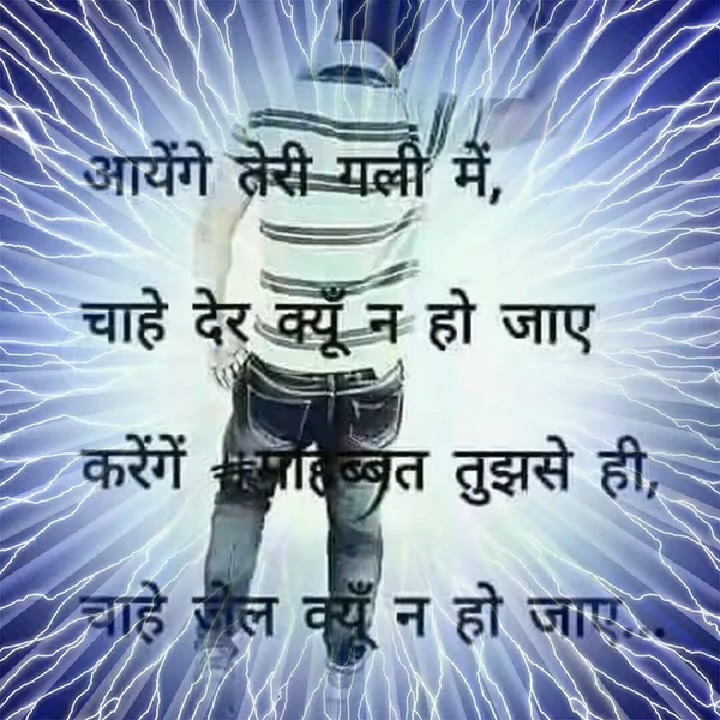 आयेंगे तेरी गली में,
चाहे देर क्यूँ न हो जाए
करेंगें #मोहब्बत तुझसे ही,
चाहे जेल क्यूँ न हो जाए...